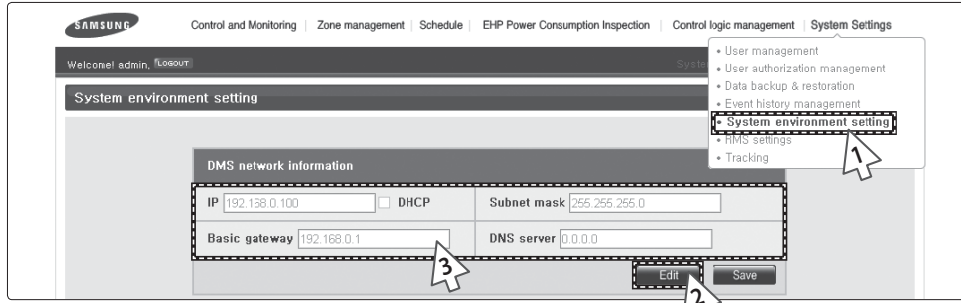 SAMSUNG
Control and Monitoring | Zone management | Schedule | EHP Power Consumption Inspection | Control logic management | System Settings
Welcome! admin, LOGOUT
• User management
• User authorization management
• Data backup & restoration
• Event history management
• System environment setting
• RMS settings
• Tracking
1
System environment setting
DMS network information
IP 192.168.0.100 DHCP Subnet mask 255.255.255.0
Basic gateway 192.168.0.1 DNS server 0.0.0.0
3
Edit Save
2